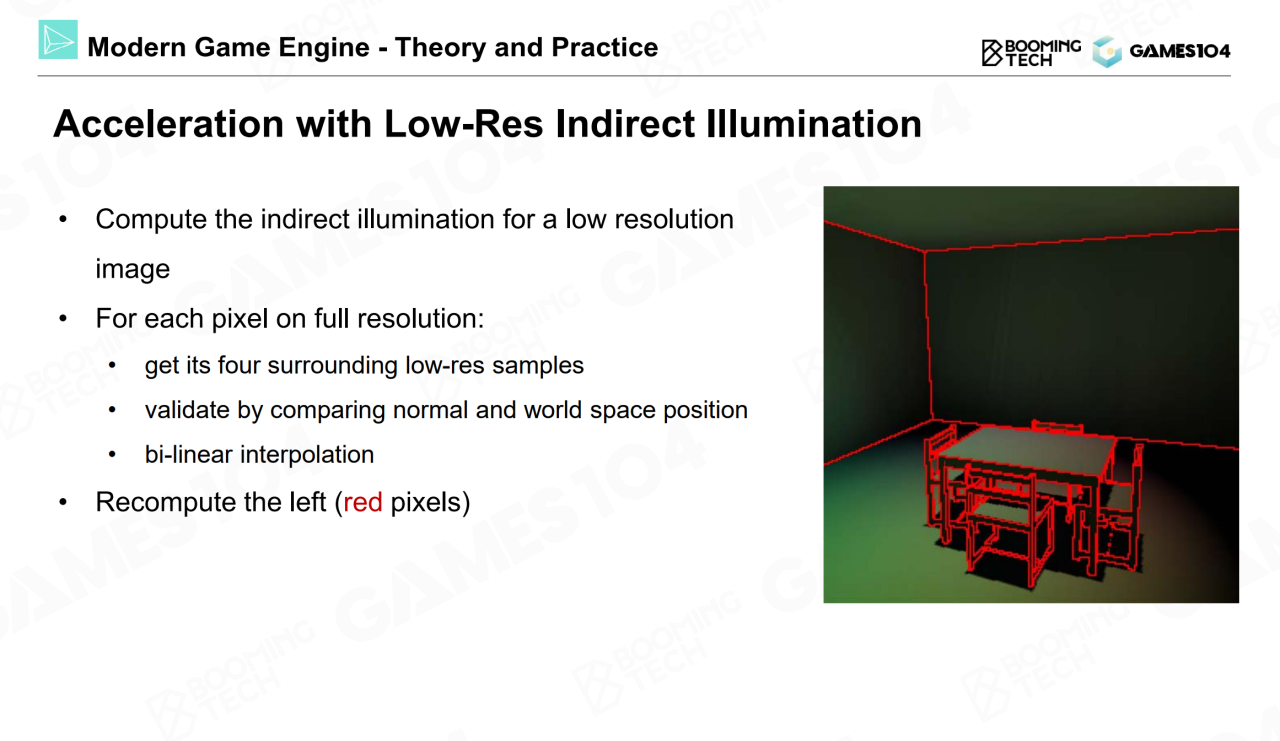 Modern Game Engine - Theory and Practice
BOOMING
TECH
GAMES104
Acceleration with Low-Res Indirect Illumination
• Compute the indirect illumination for a low resolution
image
• For each pixel on full resolution:
• get its four surrounding low-res samples
• validate by comparing normal and world space position
• bi-linear interpolation
• Recompute the left (red pixels)